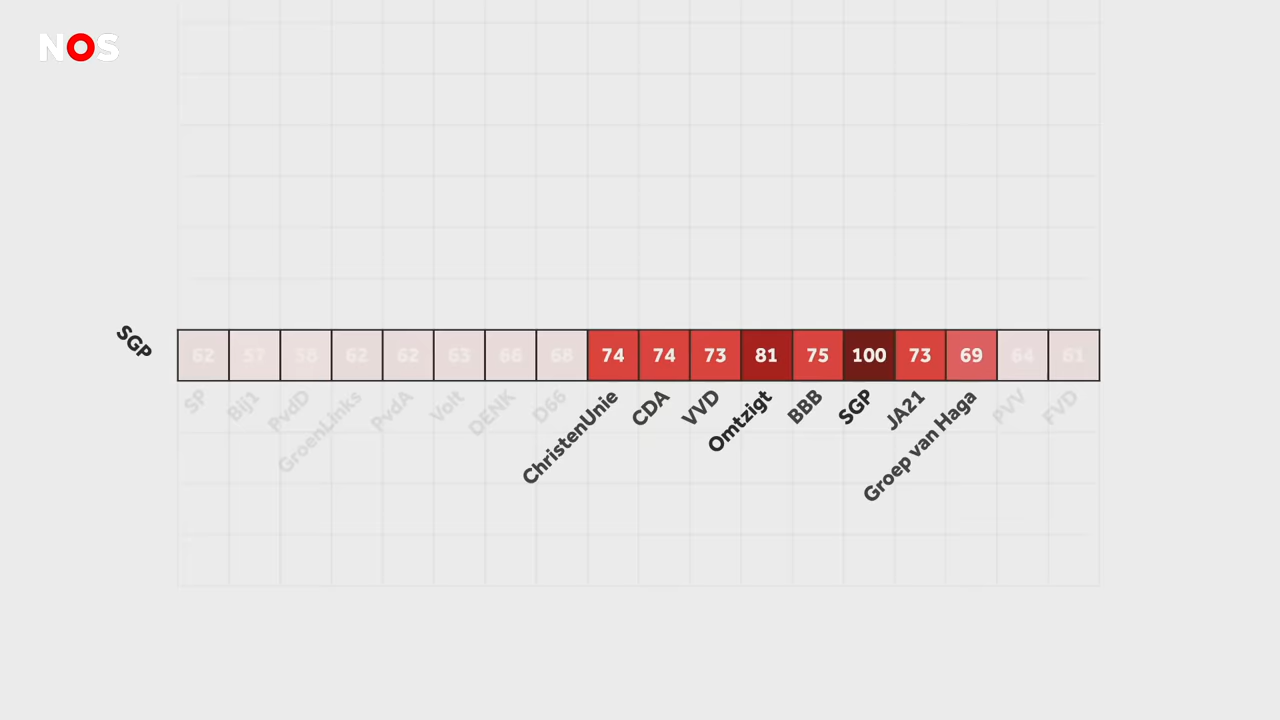 NOS
SGP
62 57 58 62 62 63 66 68 74 74 73 81 75 100 73 69 64 61
SP
Bij1
PvdD
GroenLinks
PvdA
Volt
DENK
D66
ChristenUnie
CDA
VVD
Omtzigt
BBB
SGP
JA21
Groep van Haga
PVV
FVD